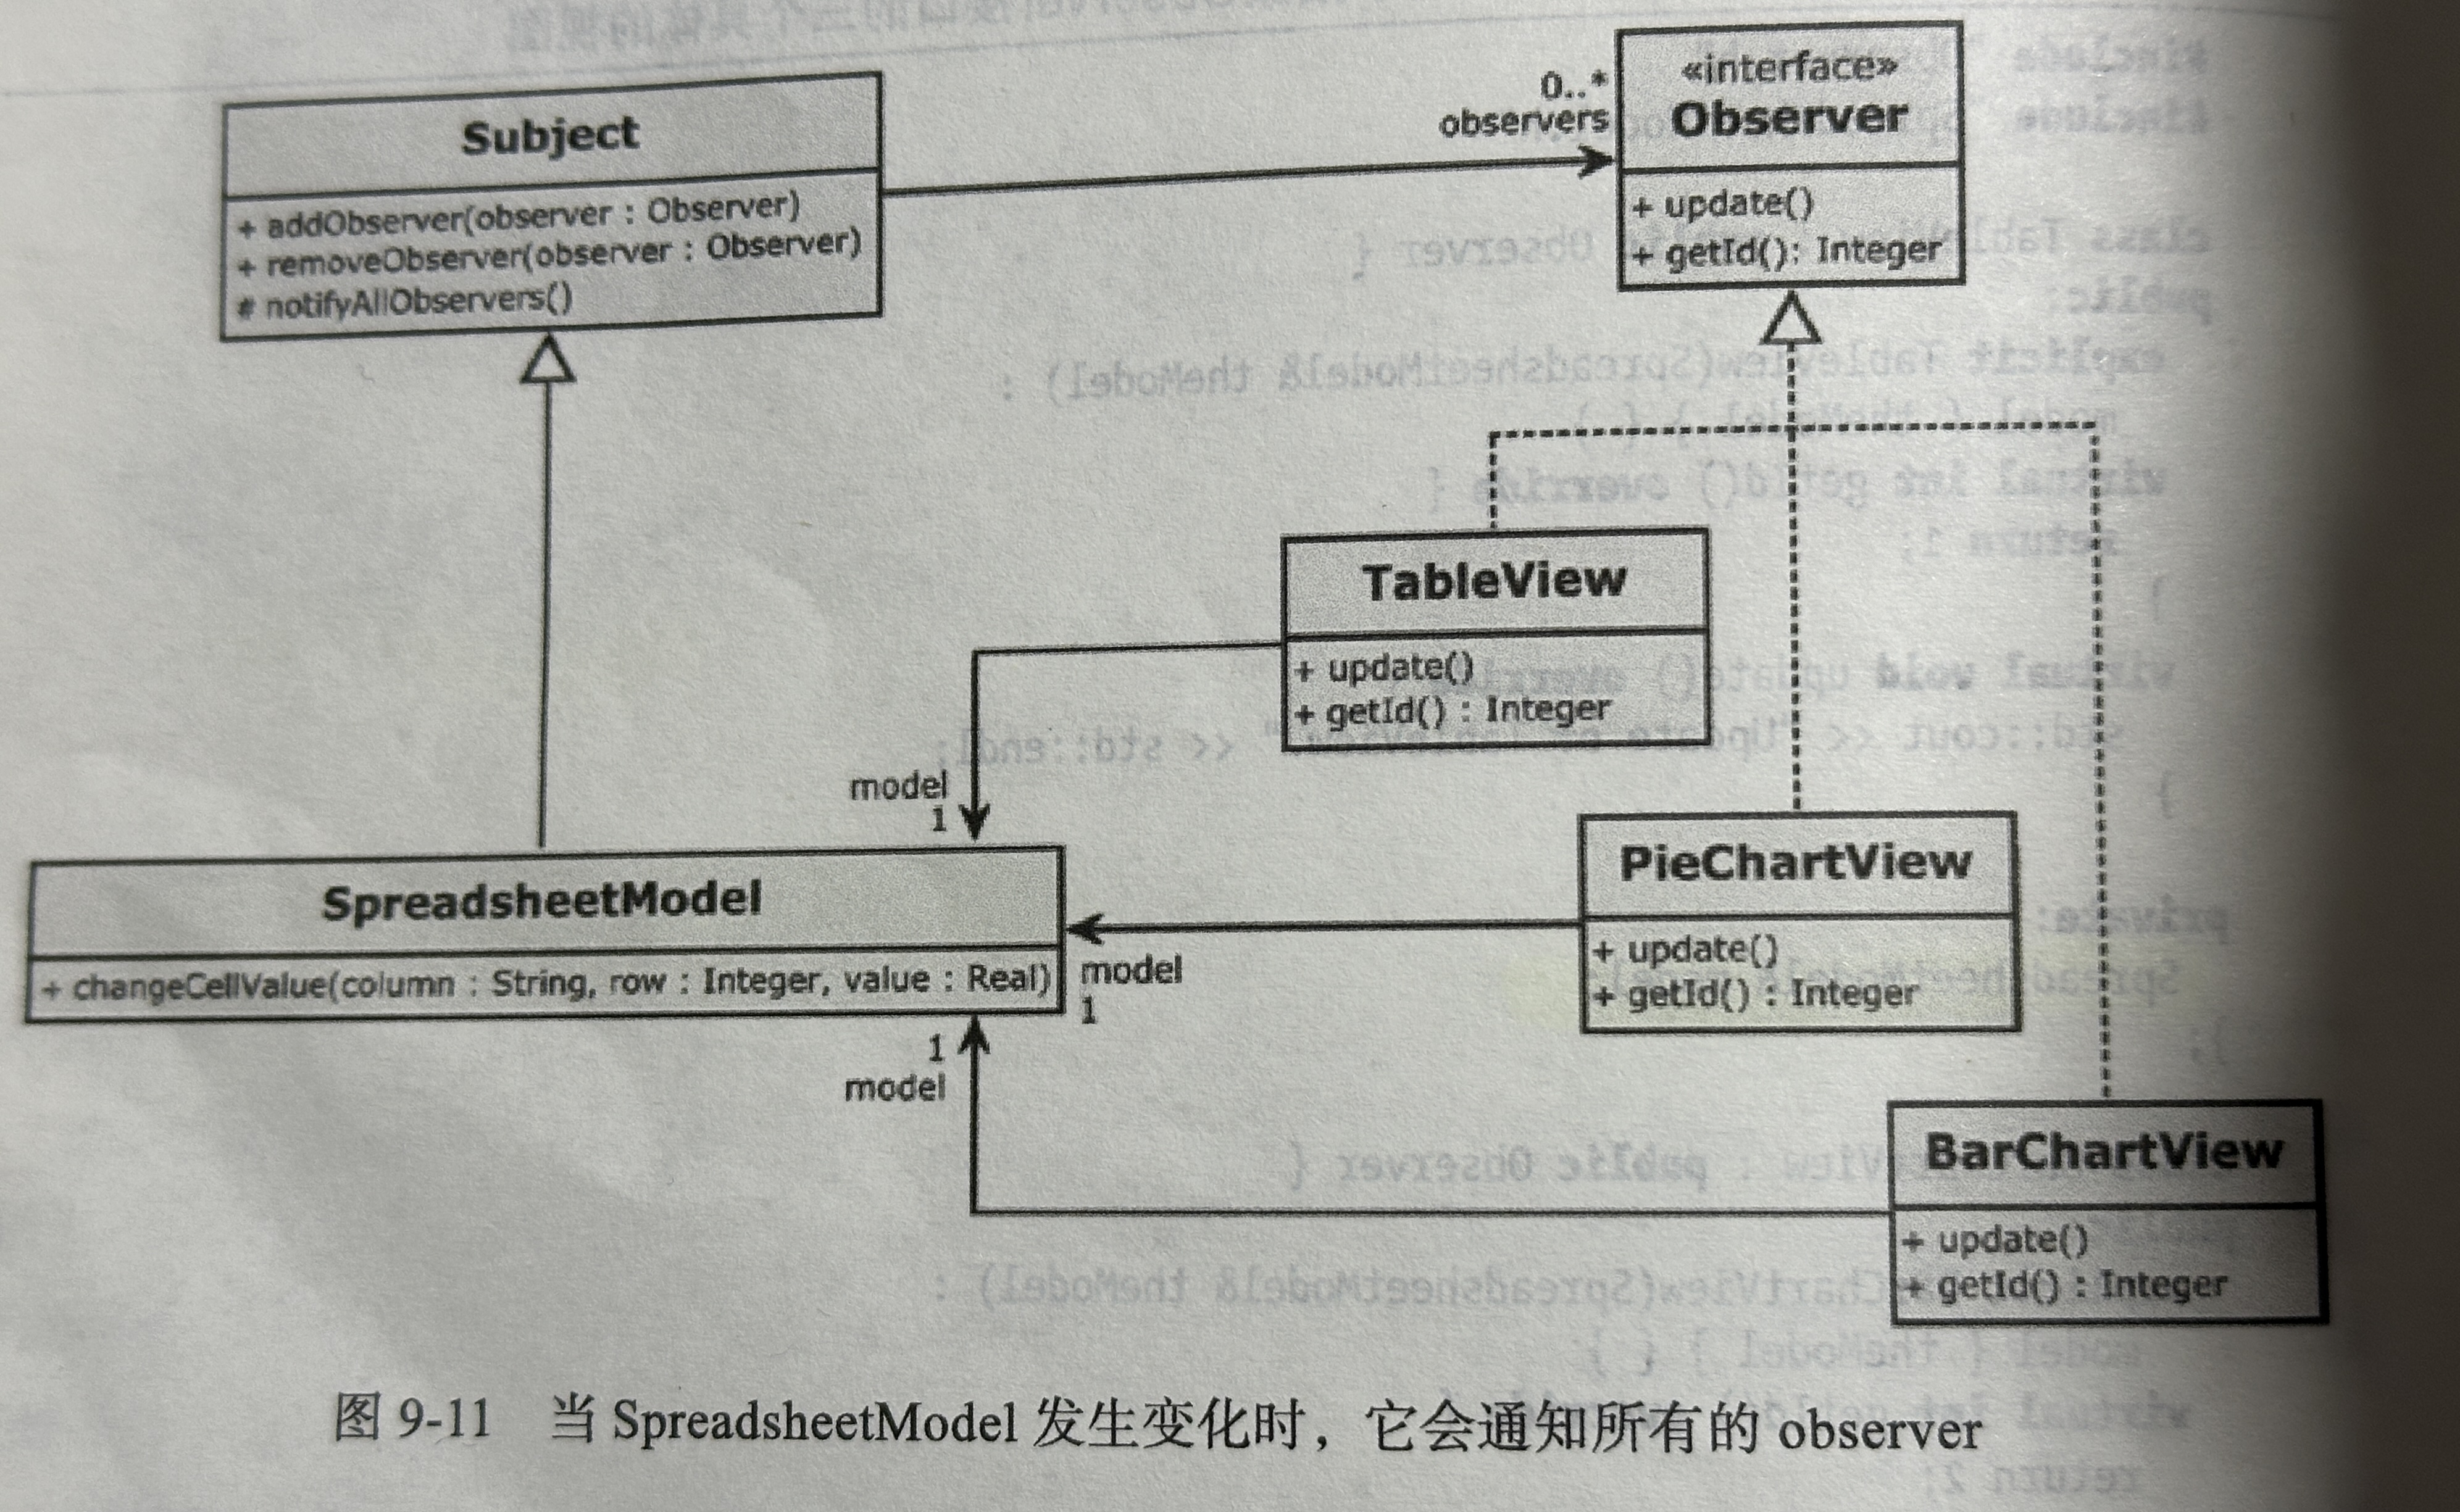 Subject
+ addObserver(observer : Observer)
+ removeObserver(observer : Observer)
# notifyAllObservers()
0..*
observers
«interface»
Observer
+ update()
+ getId(): Integer
TableView
+ update()
+ getId() : Integer
model
1
SpreadsheetModel
+ changeCellValue(column : String, row : Integer, value : Real)
model
1
PieChartView
+ update()
+ getId() : Integer
1
model
BarChartView
+ update()
+ getId() : Integer
图 9-11 当 SpreadsheetModel 发生变化时，它会通知所有的 observer